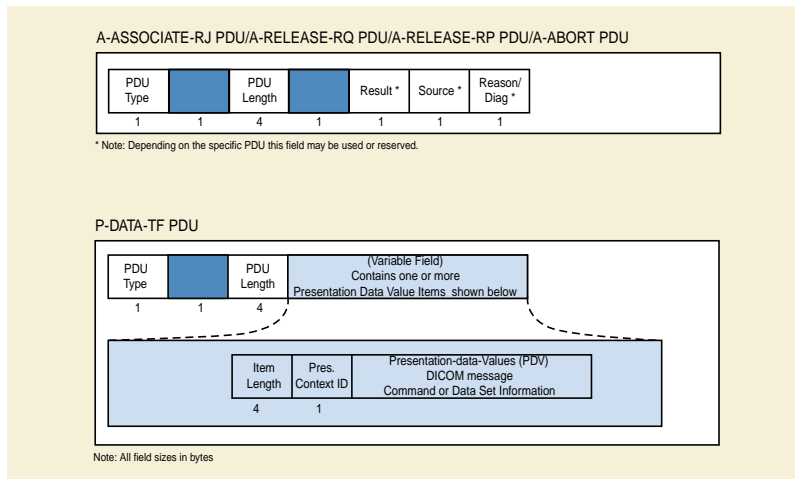 A-ASSOCIATE-RJ PDU/A-RELEASE-RQ PDU/A-RELEASE-RP PDU/A-ABORT PDU
PDU Type
PDU Length
Result *
Source *
Reason/ Diag *
1 1 4 1 1 1 1
* Note: Depending on the specific PDU this field may be used or reserved.
P-DATA-TF PDU
PDU Type
PDU Length
(Variable Field)
Contains one or more
Presentation Data Value Items shown below
1 1 4
Item Length
Pres. Context ID
Presentation-data-Values (PDV)
DICOM message
Command or Data Set Information
4 1
Note: All field sizes in bytes